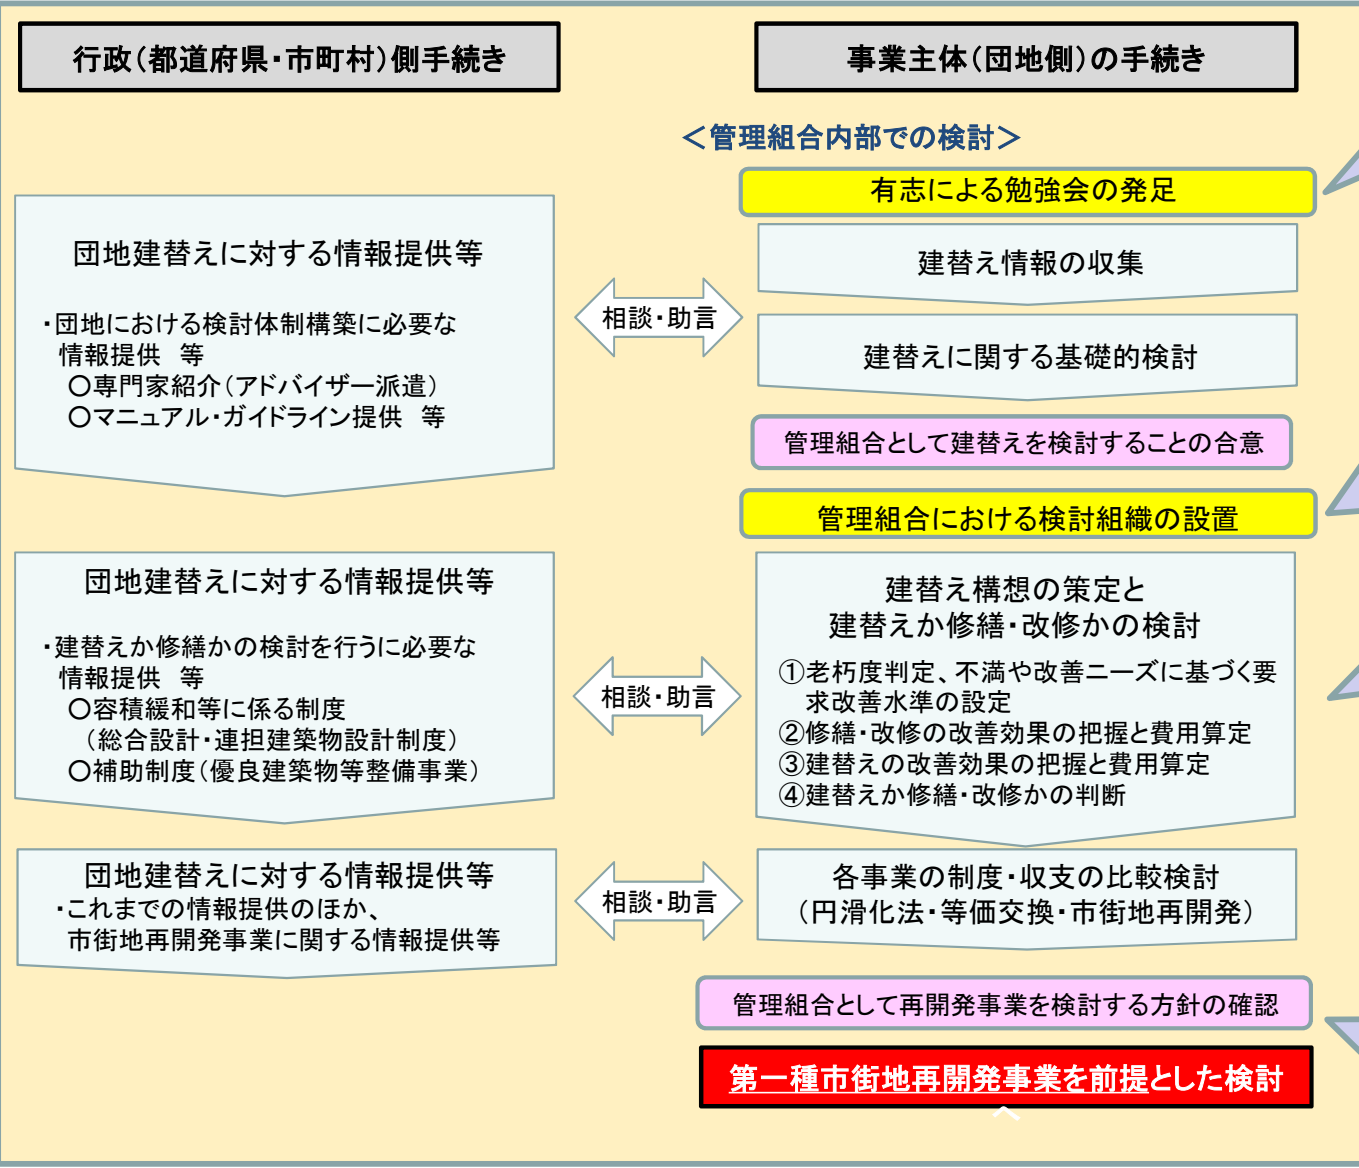 行政（都道府県・市町村）側手続き
事業主体（団地側）の手続き
＜管理組合内部での検討＞
有志による勉強会の発足
団地建替えに対する情報提供等
・団地における検討体制構築に必要な
情報提供　等
○専門家紹介（アドバイザー派遣）
○マニュアル・ガイドライン提供　等
相談・助言
建替え情報の収集
建替えに関する基礎的検討
管理組合として建替えを検討することの合意
管理組合における検討組織の設置
団地建替えに対する情報提供等
・建替えか修繕かの検討を行うに必要な
情報提供　等
○容積緩和等に係る制度
（総合設計・連担建築物設計制度）
○補助制度（優良建築物等整備事業）
相談・助言
建替え構想の策定と
建替えか修繕・改修かの検討
①老朽度判定、不満や改善ニーズに基づく要
求改善水準の設定
②修繕・改修の改善効果の把握と費用算定
③建替えの改善効果の把握と費用算定
④建替えか修繕・改修かの判断
団地建替えに対する情報提供等
・これまでの情報提供のほか、
市街地再開発事業に関する情報提供等
相談・助言
各事業の制度・収支の比較検討
（円滑化法・等価交換・市街地再開発）
管理組合として再開発事業を検討する方針の確認
第一種市街地再開発事業を前提とした検討
へ